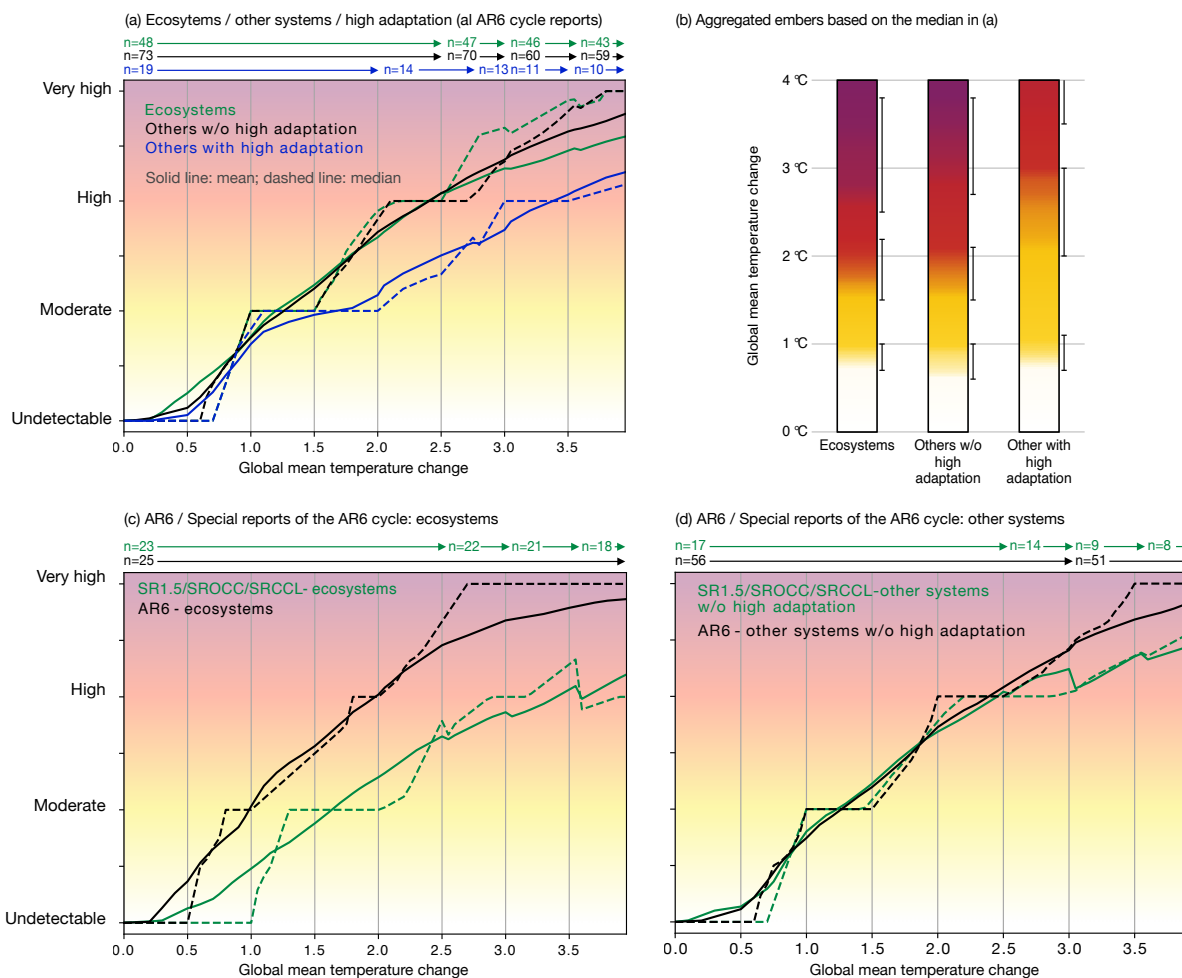 (a) Ecosytems / other systems / high adaptation (al AR6 cycle reports)
n=48 n=47 n=46 n=43
n=73 n=70 n=60 n=59
n=19 n=14 n=13 n=11 n=10
Very high
High
Moderate
Undetectable
Ecosystems
Others w/o high adaptation
Others with high adaptation
Solid line: mean; dashed line: median
0.0 0.5 1.0 1.5 2.0 2.5 3.0 3.5
Global mean temperature change
(b) Aggregated embers based on the median in (a)
Global mean temperature change
4 °C
3 °C
2 °C
1 °C
0 °C
Ecosystems
Others w/o
high
adaptation
Other with
high
adaptation
(c) AR6 / Special reports of the AR6 cycle: ecosystems
n=23 n=22 n=21 n=18
n=25
Very high
High
Moderate
Undetectable
SR1.5/SROCC/SRCCL- ecosystems
AR6 - ecosystems
0.0 0.5 1.0 1.5 2.0 2.5 3.0 3.5
Global mean temperature change
(d) AR6 / Special reports of the AR6 cycle: other systems
n=17 n=14 n=9 n=8
n=56 n=51
SR1.5/SROCC/SRCCL-other systems
w/o high adaptation
AR6 - other systems w/o high adaptation
0.0 0.5 1.0 1.5 2.0 2.5 3.0 3.5
Global mean temperature change